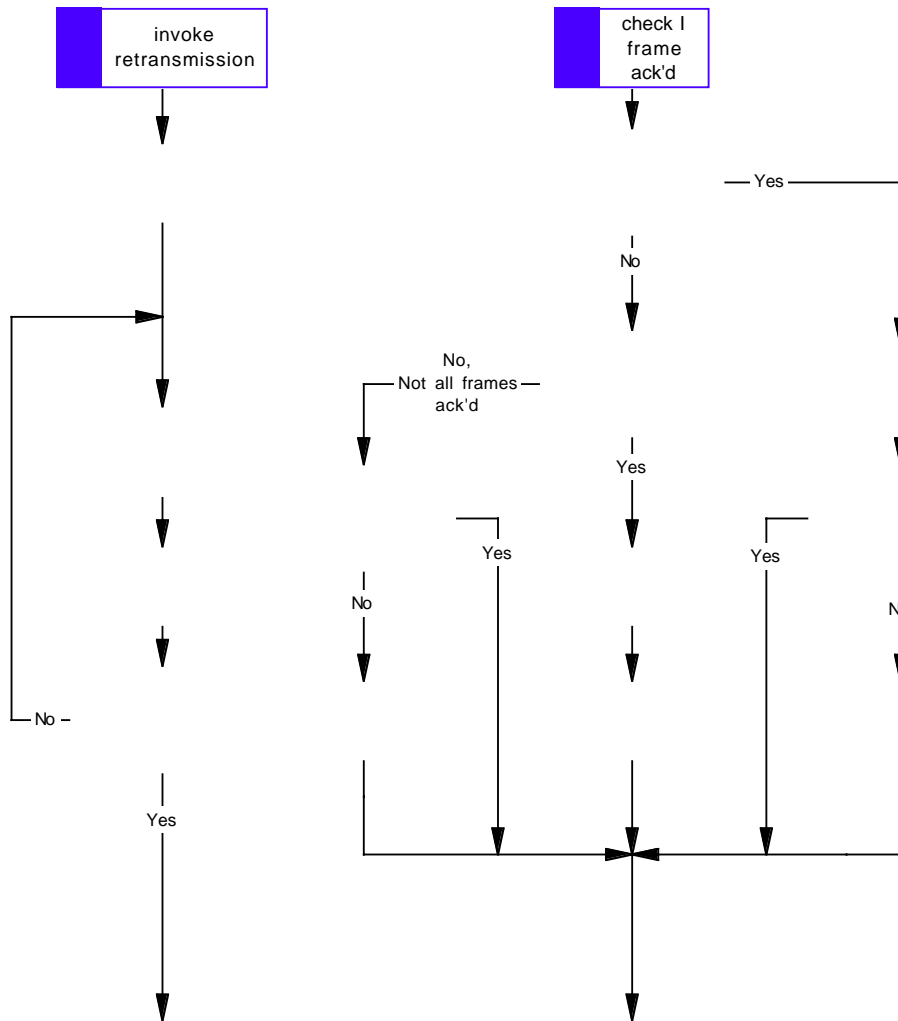 invoke
retransmission
check I
frame
ack'd
Yes
No
No,
Not all frames
ack'd
Yes
Yes
Yes
No
No
Yes